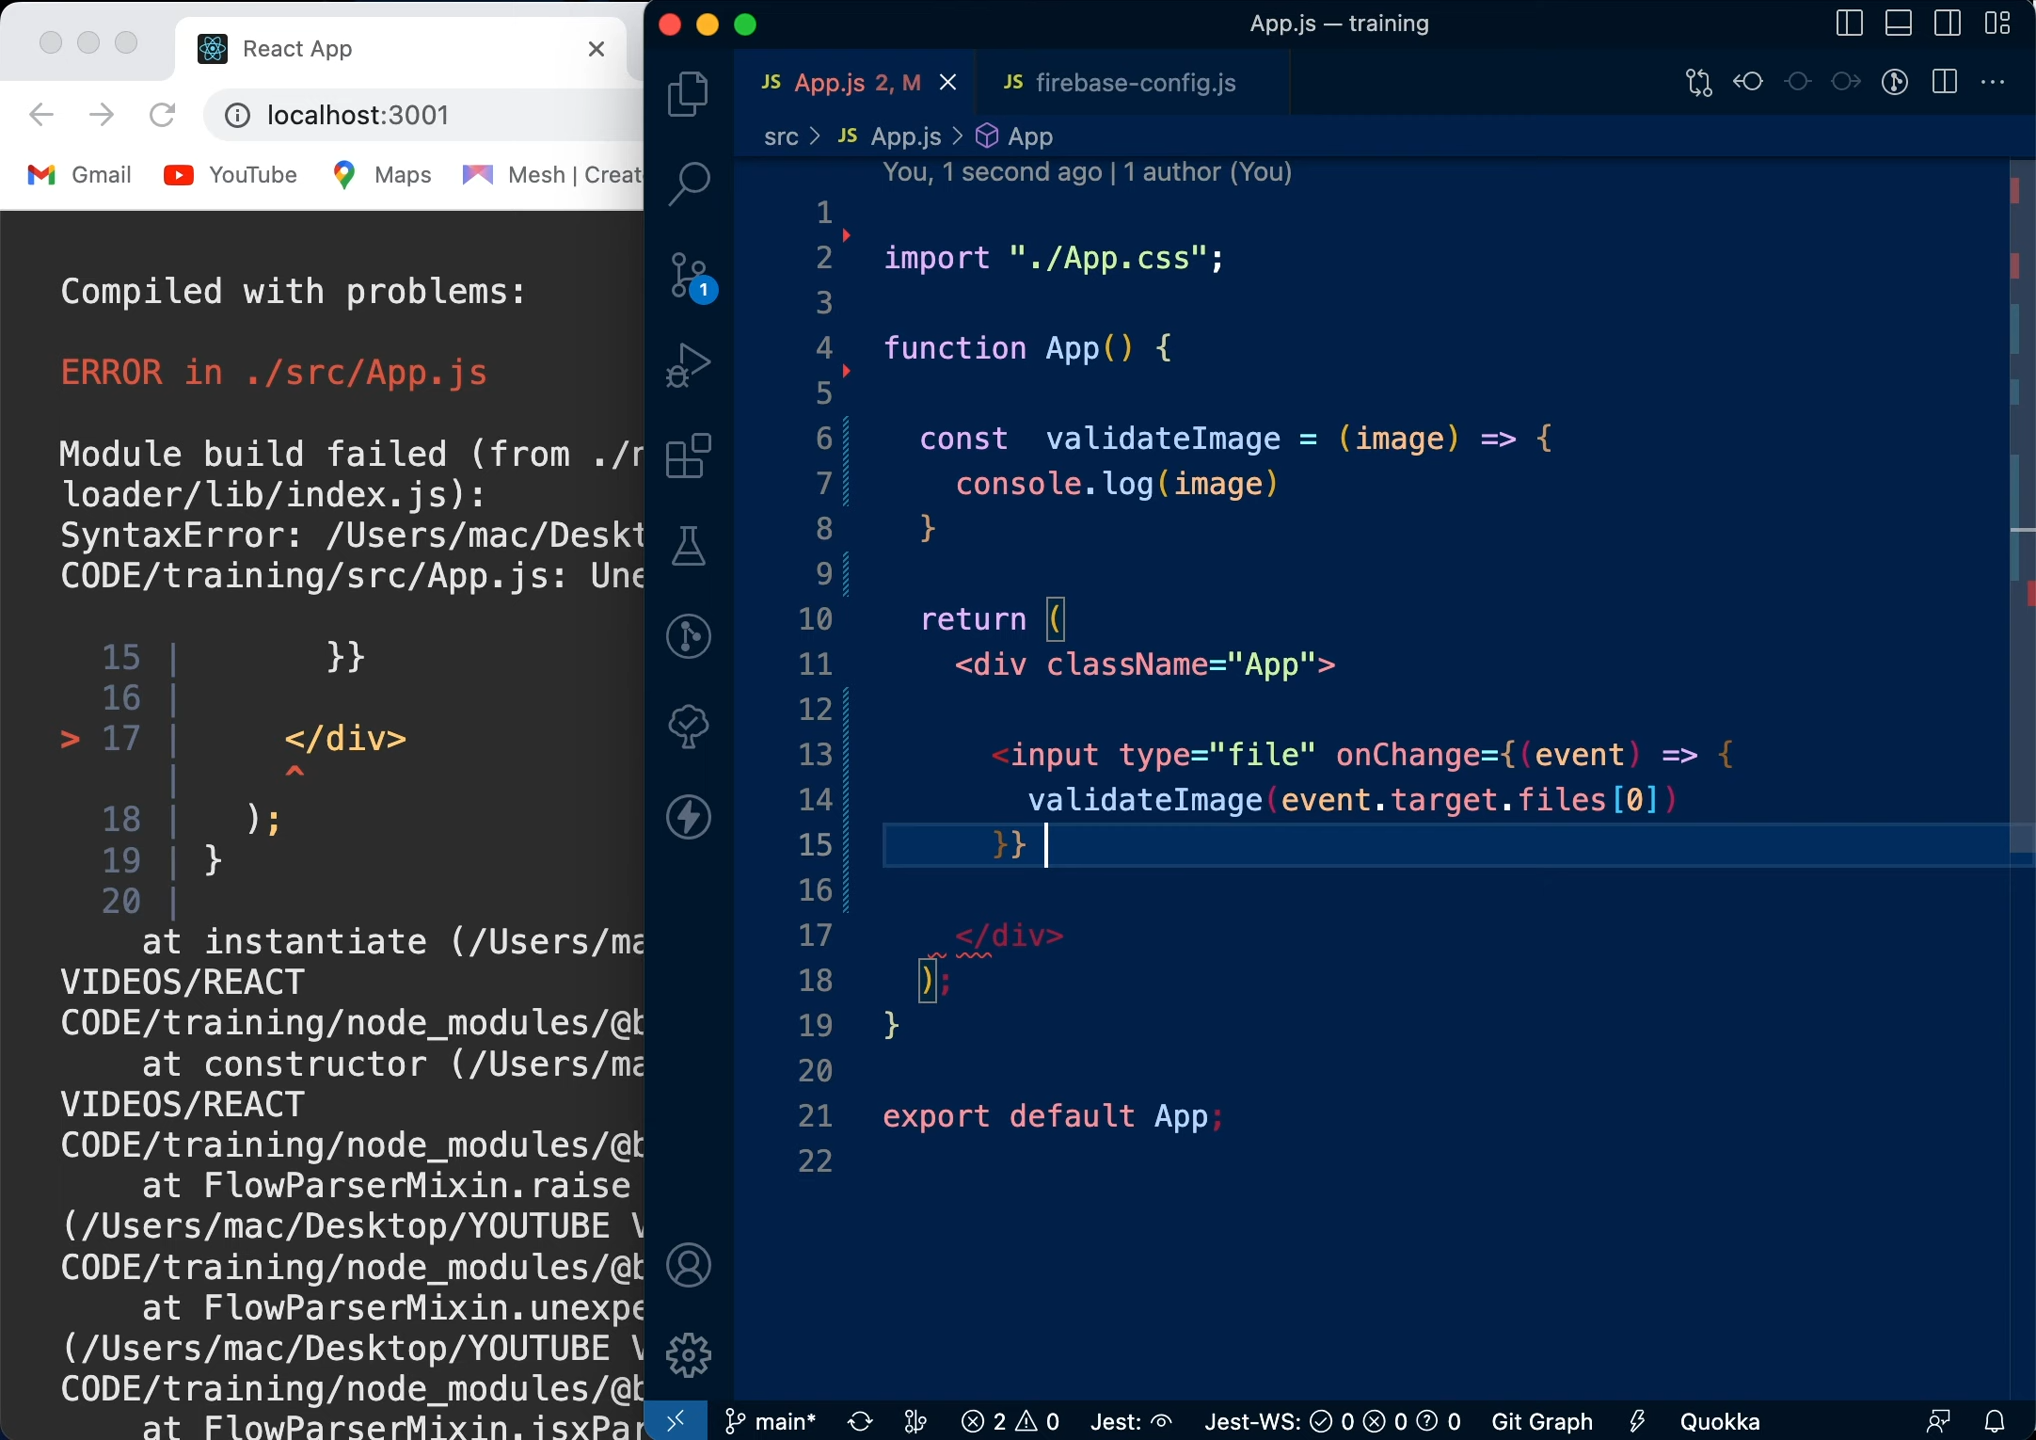 React App
localhost:3001
Gmail YouTube Maps Mesh | Creat
Compiled with problems:
ERROR in ./src/App.js
Module build failed (from ./
loader/lib/index.js):
SyntaxError: /Users/mac/Deskt
CODE/training/src/App.js: Une
15 | }}
16 |
> 17 | </div>
| ^
18 | );
19 | }
20 |
at instantiate (/Users/ma
VIDEOS/REACT
CODE/training/node_modules/@b
at constructor (/Users/ma
VIDEOS/REACT
CODE/training/node_modules/@b
at FlowParserMixin.raise
(/Users/mac/Desktop/YOUTUBE V
CODE/training/node_modules/@b
at FlowParserMixin.unexpe
(/Users/mac/Desktop/YOUTUBE V
CODE/training/node_modules/@b
at FlowParserMixin.jsxPar
App.js — training
JS App.js 2, M JS firebase-config.js
src > JS App.js > App
You, 1 second ago | 1 author (You)
1
2 import "./App.css";
3
4 function App() {
5
6 const  validateImage = (image) => {
7 console.log(image)
8 }
9
10 return (
11 <div className="App">
12
13 <input type="file" onChange={(event) => {
14 validateImage(event.target.files[0])
15 }}
16
17 </div>
18 );
19 }
20
21 export default App;
22
1
main* 2 0 Jest: Jest-WS: 0 0 0 Git Graph Quokka